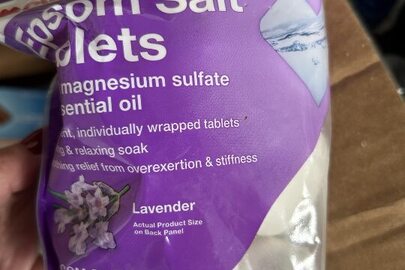 psom Salt
blets
magnesium sulfate
sential oil
nt, individually wrapped tablets
g & relaxing soak
thing relief from overexertion & stiffness
Lavender
Actual Product Size
on Back Panel